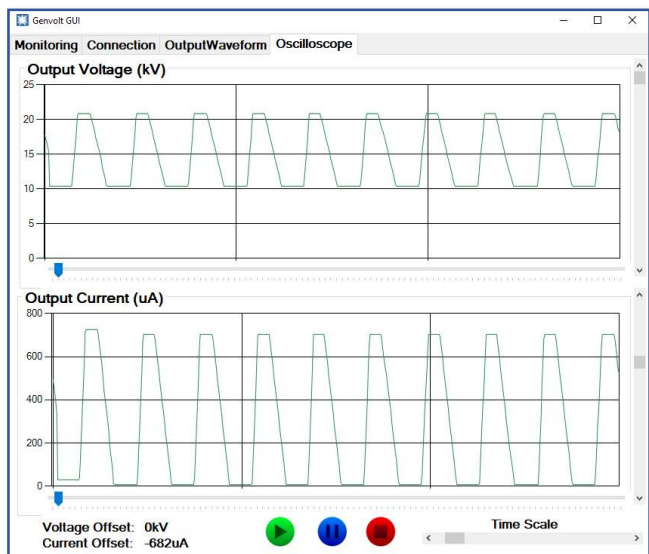 Genvolt GUI
Monitoring Connection OutputWaveform Oscilloscope
Output Voltage (kV)
25
20
15
10
5
0
Output Current (uA)
800
600
400
200
0
Voltage Offset: 0kV
Current Offset: -682uA
Time Scale